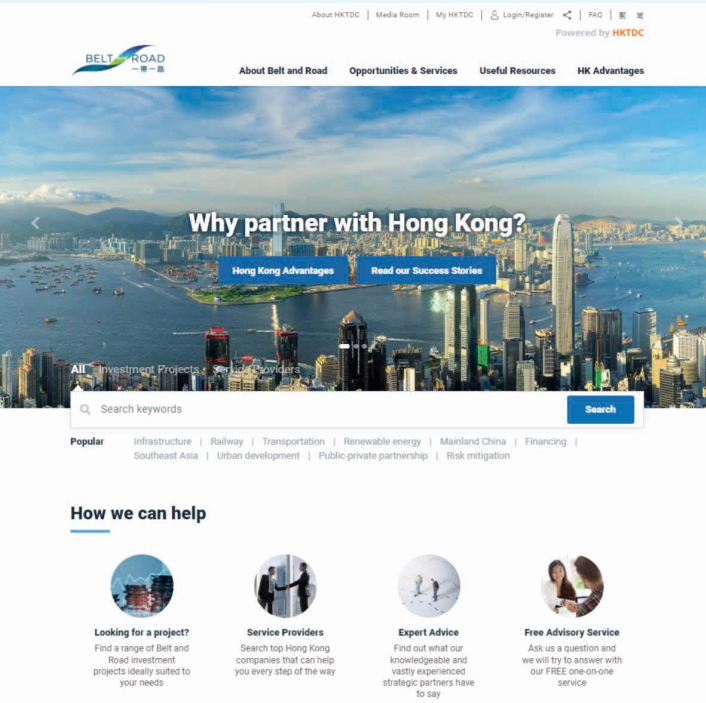 About HKTDC | Media Room | My HKTDC | Login/Register | FAQ | 繁 简
Powered by HKTDC
BELT ROAD
一带一路
About Belt and Road Opportunities & Services Useful Resources HK Advantages
Why partner with Hong Kong?
Hong Kong Advantages Read our Success Stories
All Investment Projects Service Providers
Search keywords Search
Popular Infrastructure | Railway | Transportation | Renewable energy | Mainland China | Financing |
Southeast Asia | Urban development | Public-private partnership | Risk mitigation
How we can help
Looking for a project? Service Providers Expert Advice Free Advisory Service
Find a range of Belt and
Road investment
projects ideally suited to
your needs
Search top Hong Kong
companies that can help
you every step of the way
Find out what our
knowledgeable and
vastly experienced
strategic partners have
to say
Ask us a question and
we will try to answer with
our FREE one-on-one
service